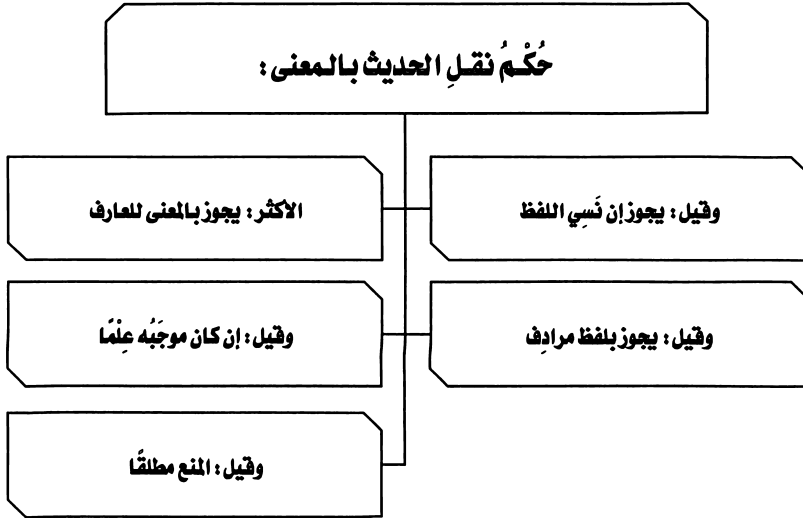 حُكْمُ نقلِ الحديث بالمعنى :
وقيل : يجوز إن نَسِي اللفظ
الأكثر : يجوز بالمعنى للعارف
وقيل : يجوز بلفظ مرادِف
وقيل : إن كان موجَبُه عِلْمًا
وقيل : المنع مطلقًا